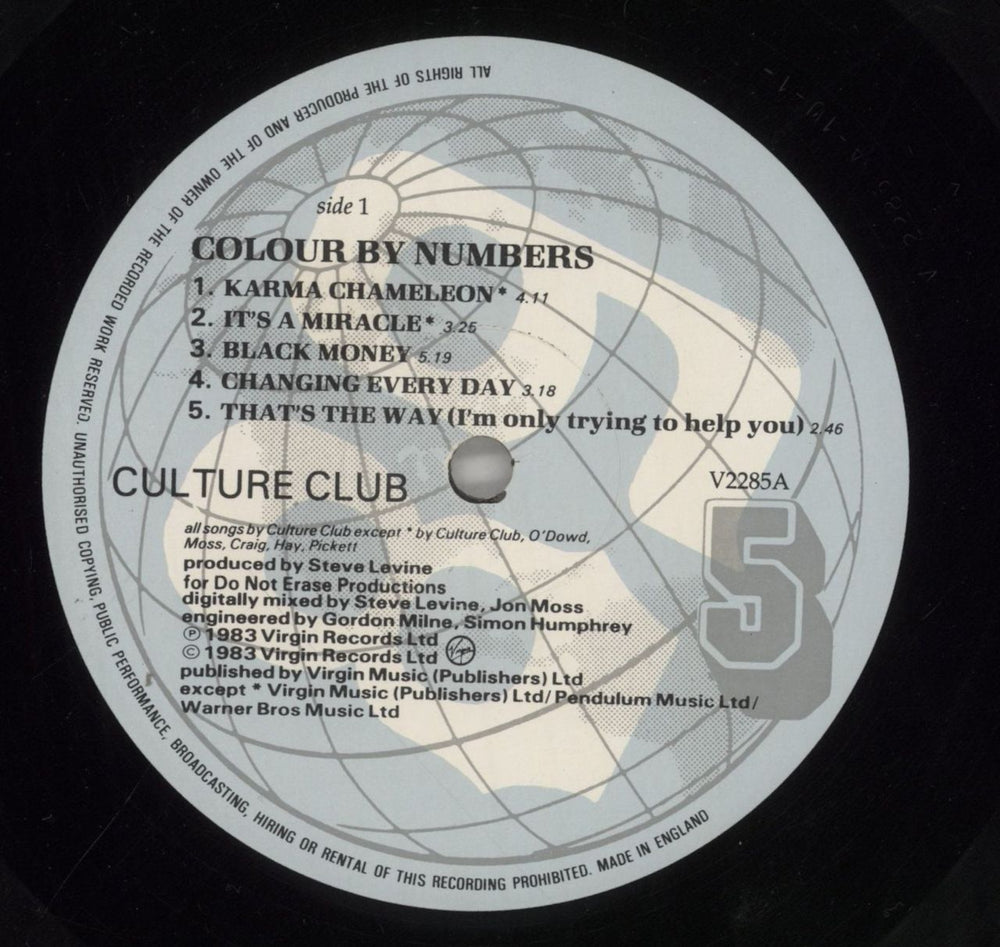 side 1
COLOUR BY NUMBERS
1. KARMA CHAMELEON* 4.11
2. IT'S A MIRACLE* 3.25
3. BLACK MONEY 5.19
4. CHANGING EVERY DAY 3.18
5. THAT'S THE WAY (I'm only trying to help you) 2.46
CULTURE CLUB
V2285A
5
all songs by Culture Club except * by Culture Club, O'Dowd,
Moss, Craig, Hay, Pickett
produced by Steve Levine
for Do Not Erase Productions
digitally mixed by Steve Levine, Jon Moss
engineered by Gordon Milne, Simon Humphrey
℗ 1983 Virgin Records Ltd
© 1983 Virgin Records Ltd Virgin
published by Virgin Music (Publishers) Ltd
except * Virgin Music (Publishers) Ltd/Pendulum Music Ltd/
Warner Bros Music Ltd
ALL RIGHTS OF THE PRODUCER AND OF THE OWNER OF THE RECORDED WORK RESERVED. UNAUTHORISED COPYING, PUBLIC PERFORMANCE, BROADCASTING, HIRING OR RENTAL OF THIS RECORDING PROHIBITED. MADE IN ENGLAND